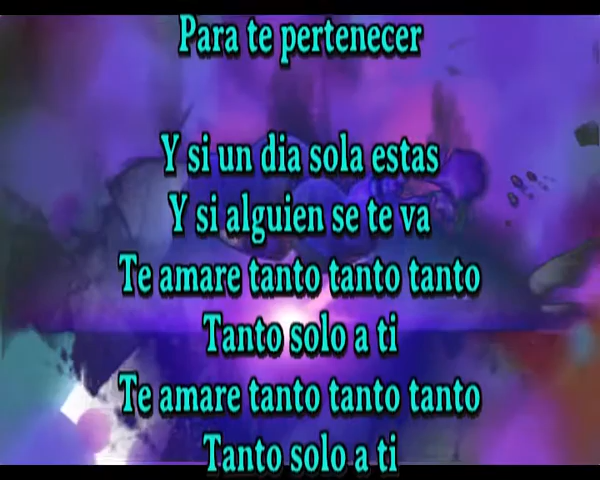 Para te pertenecer
Y si un dia sola estas
Y si alguien se te va
Te amare tanto tanto tanto
Tanto solo a ti
Te amare tanto tanto tanto
Tanto solo a ti